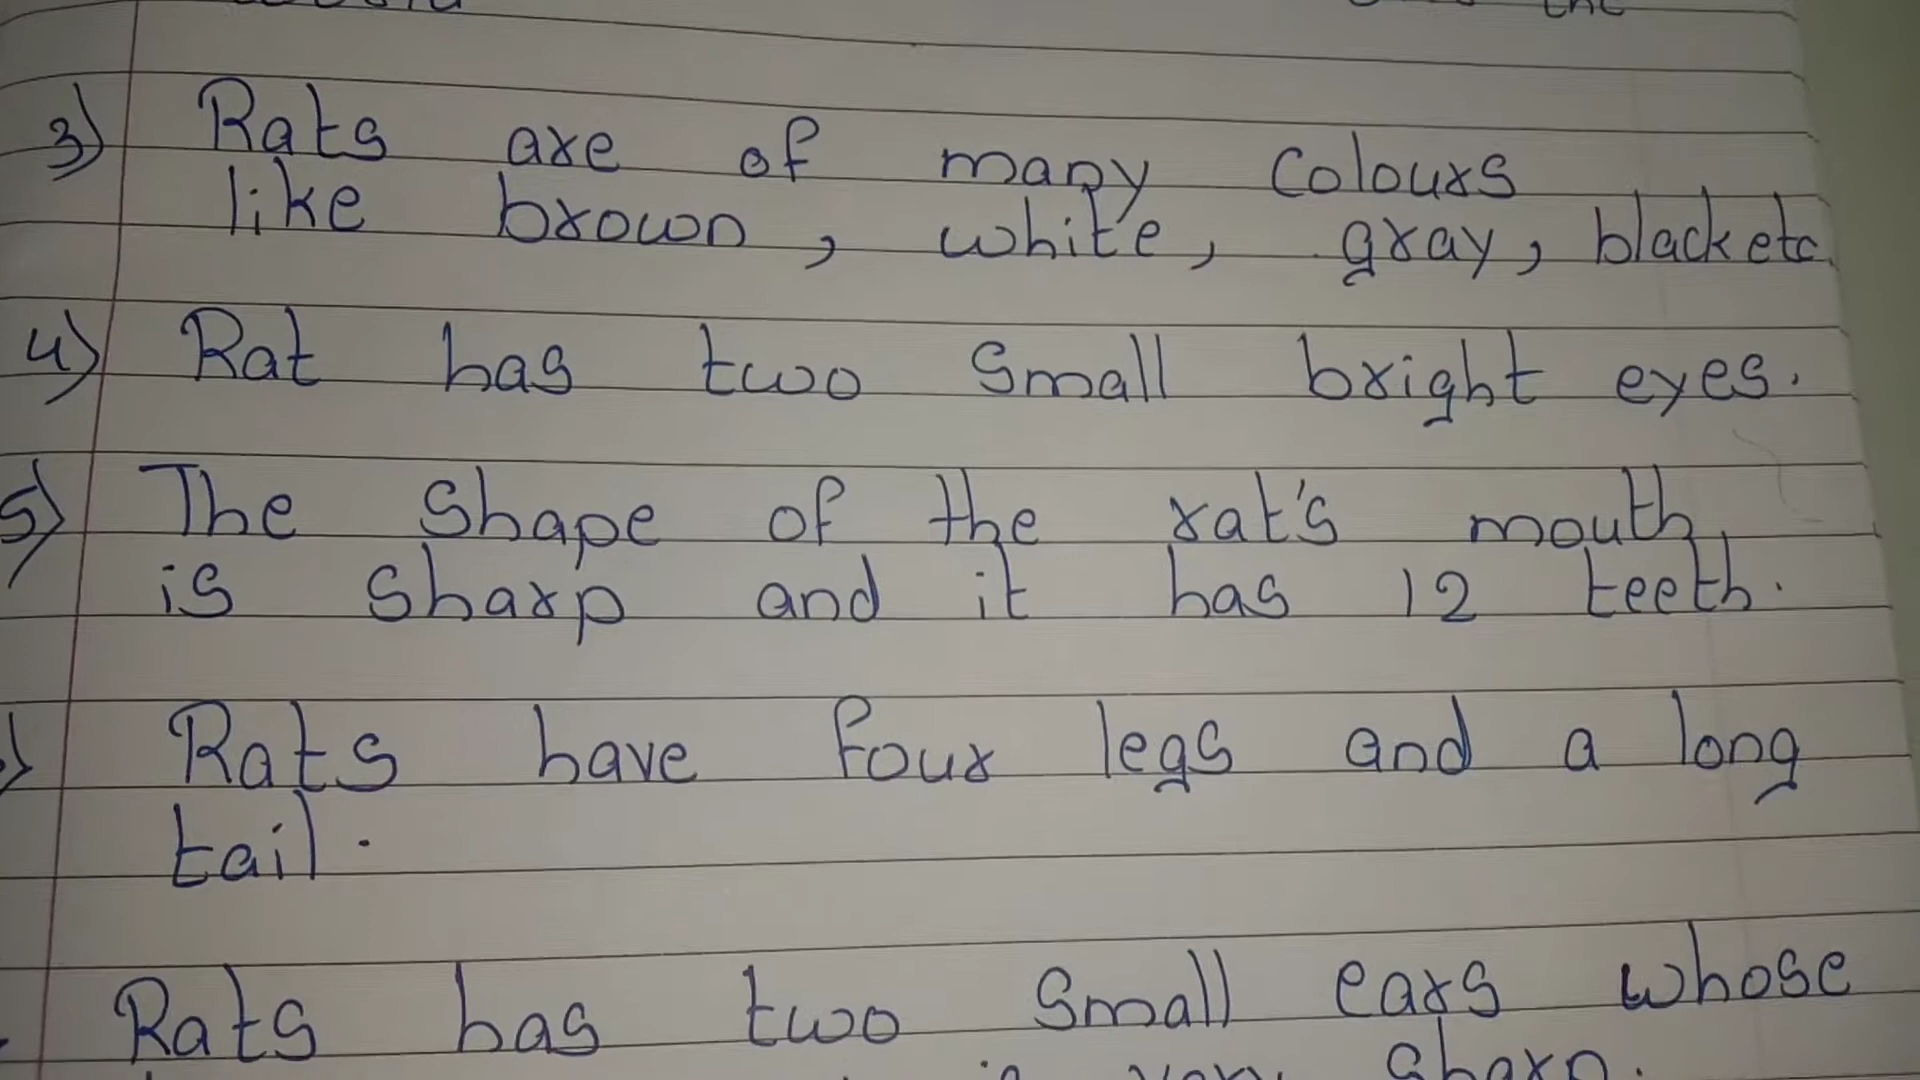 3) Rats are of many Colours
like brown, white, gray, black etc.
4) Rat has two Small bright eyes.
5) The Shape of the rat's mouth
is Sharp and it has 12 teeth.
Rats have four legs and a long
tail.
Rats has two Small ears whose
is very Sharp.